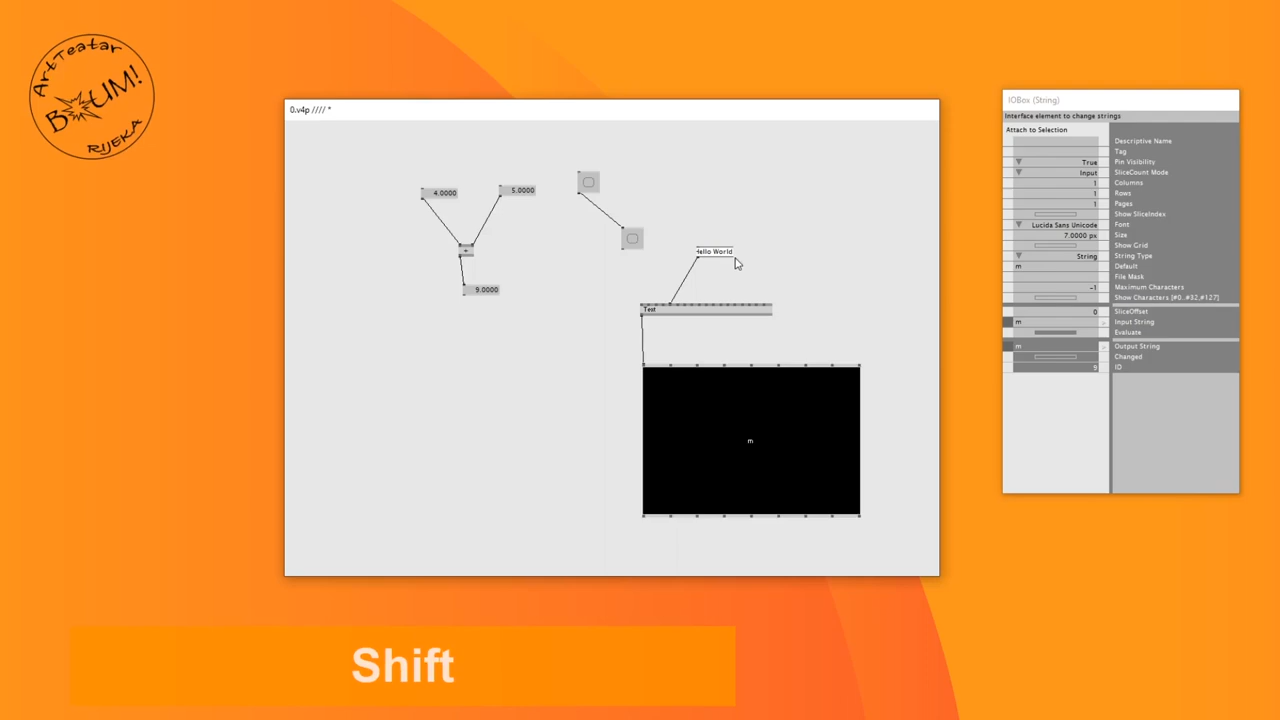 ArtTeatar
BOUM!
RIJEKA
0.v4p //// *
4.0000
5.0000
+
9.0000
Hello World
Text
m
IOBox (String)
Interface element to change strings
Attach to Selection
Descriptive Name
Tag
True Pin Visibility
Input SliceCount Mode
1 Columns
1 Rows
1 Pages
Show SliceIndex
Lucida Sans Unicode Font
7.0000 px Size
Show Grid
String String Type
m Default
File Mask
-1 Maximum Characters
Show Characters [#0..#32,#127]
0 SliceOffset
m Input String
Evaluate
m Output String
Changed
9 ID
Shift